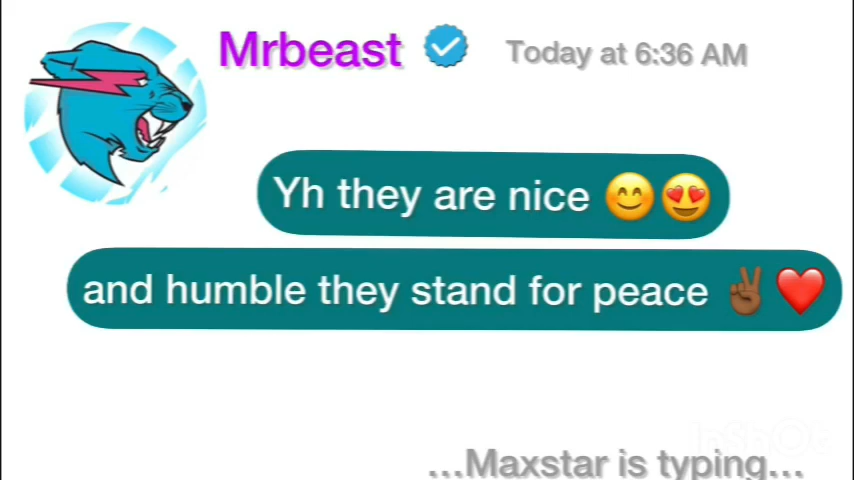 Mrbeast Today at 6:36 AM
Yh they are nice 😊😍
and humble they stand for peace ✌🏾❤️
InShOt
...Maxstar is typing...